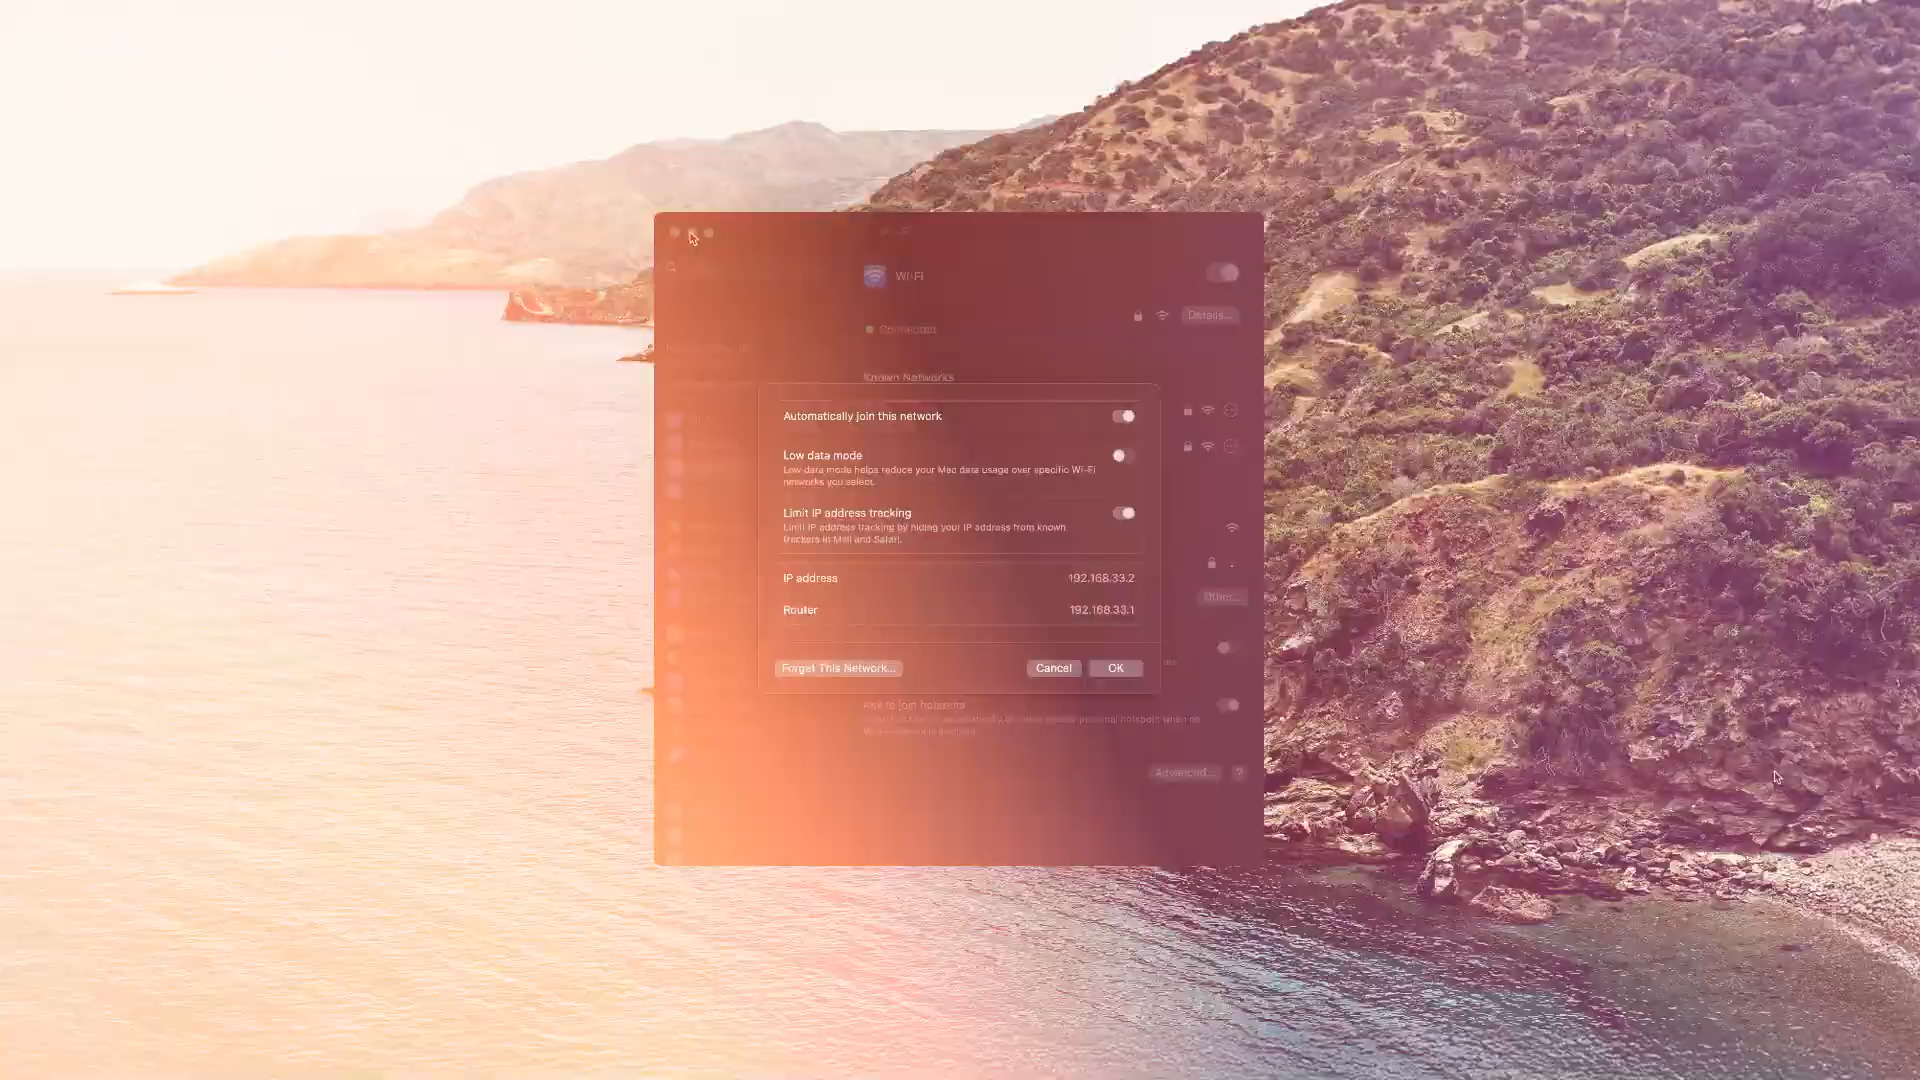 Wi-Fi
Details...
Connected
Known Networks
Automatically join this network
Low data mode
Low data mode helps reduce your Mac data usage over specific Wi-Fi
networks you select.
Limit IP address tracking
Limit IP address tracking by hiding your IP address from known
trackers in Mail and Safari.
IP address 192.168.33.2
Router 192.168.33.1
Other...
Forget This Network... Cancel OK
Ask to join hotspots
Advanced... ?